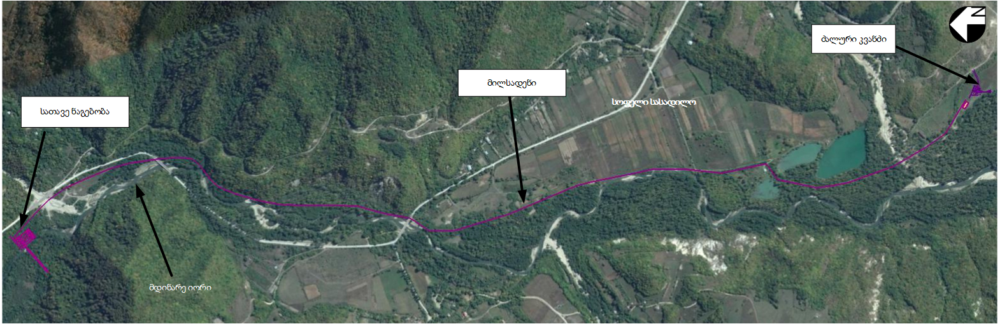 ძალური კვანძი
N
მილსადენი
სოფელი სასადილო
სათავე ნაგებობა
მდინარე იორი